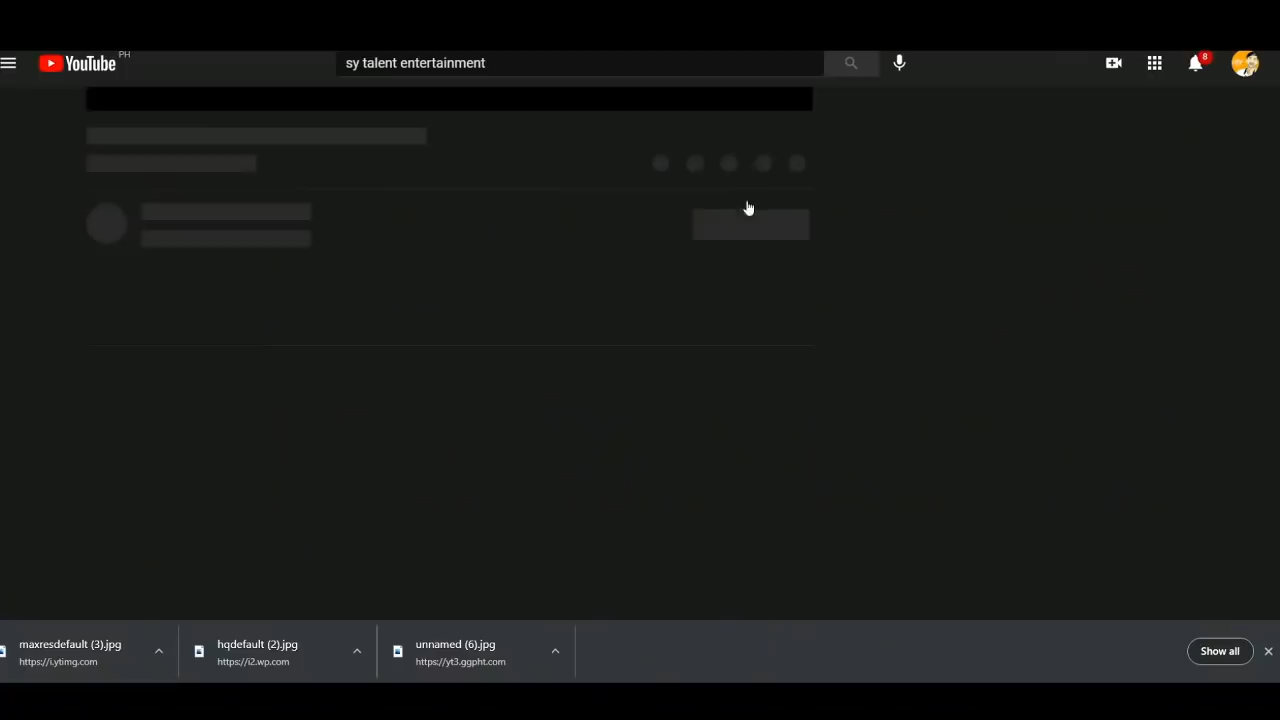 YouTube PH
sy talent entertainment
8
maxresdefault (3).jpg
https://i.ytimg.com
hqdefault (2).jpg
https://i2.wp.com
unnamed (6).jpg
https://yt3.ggpht.com
Show all